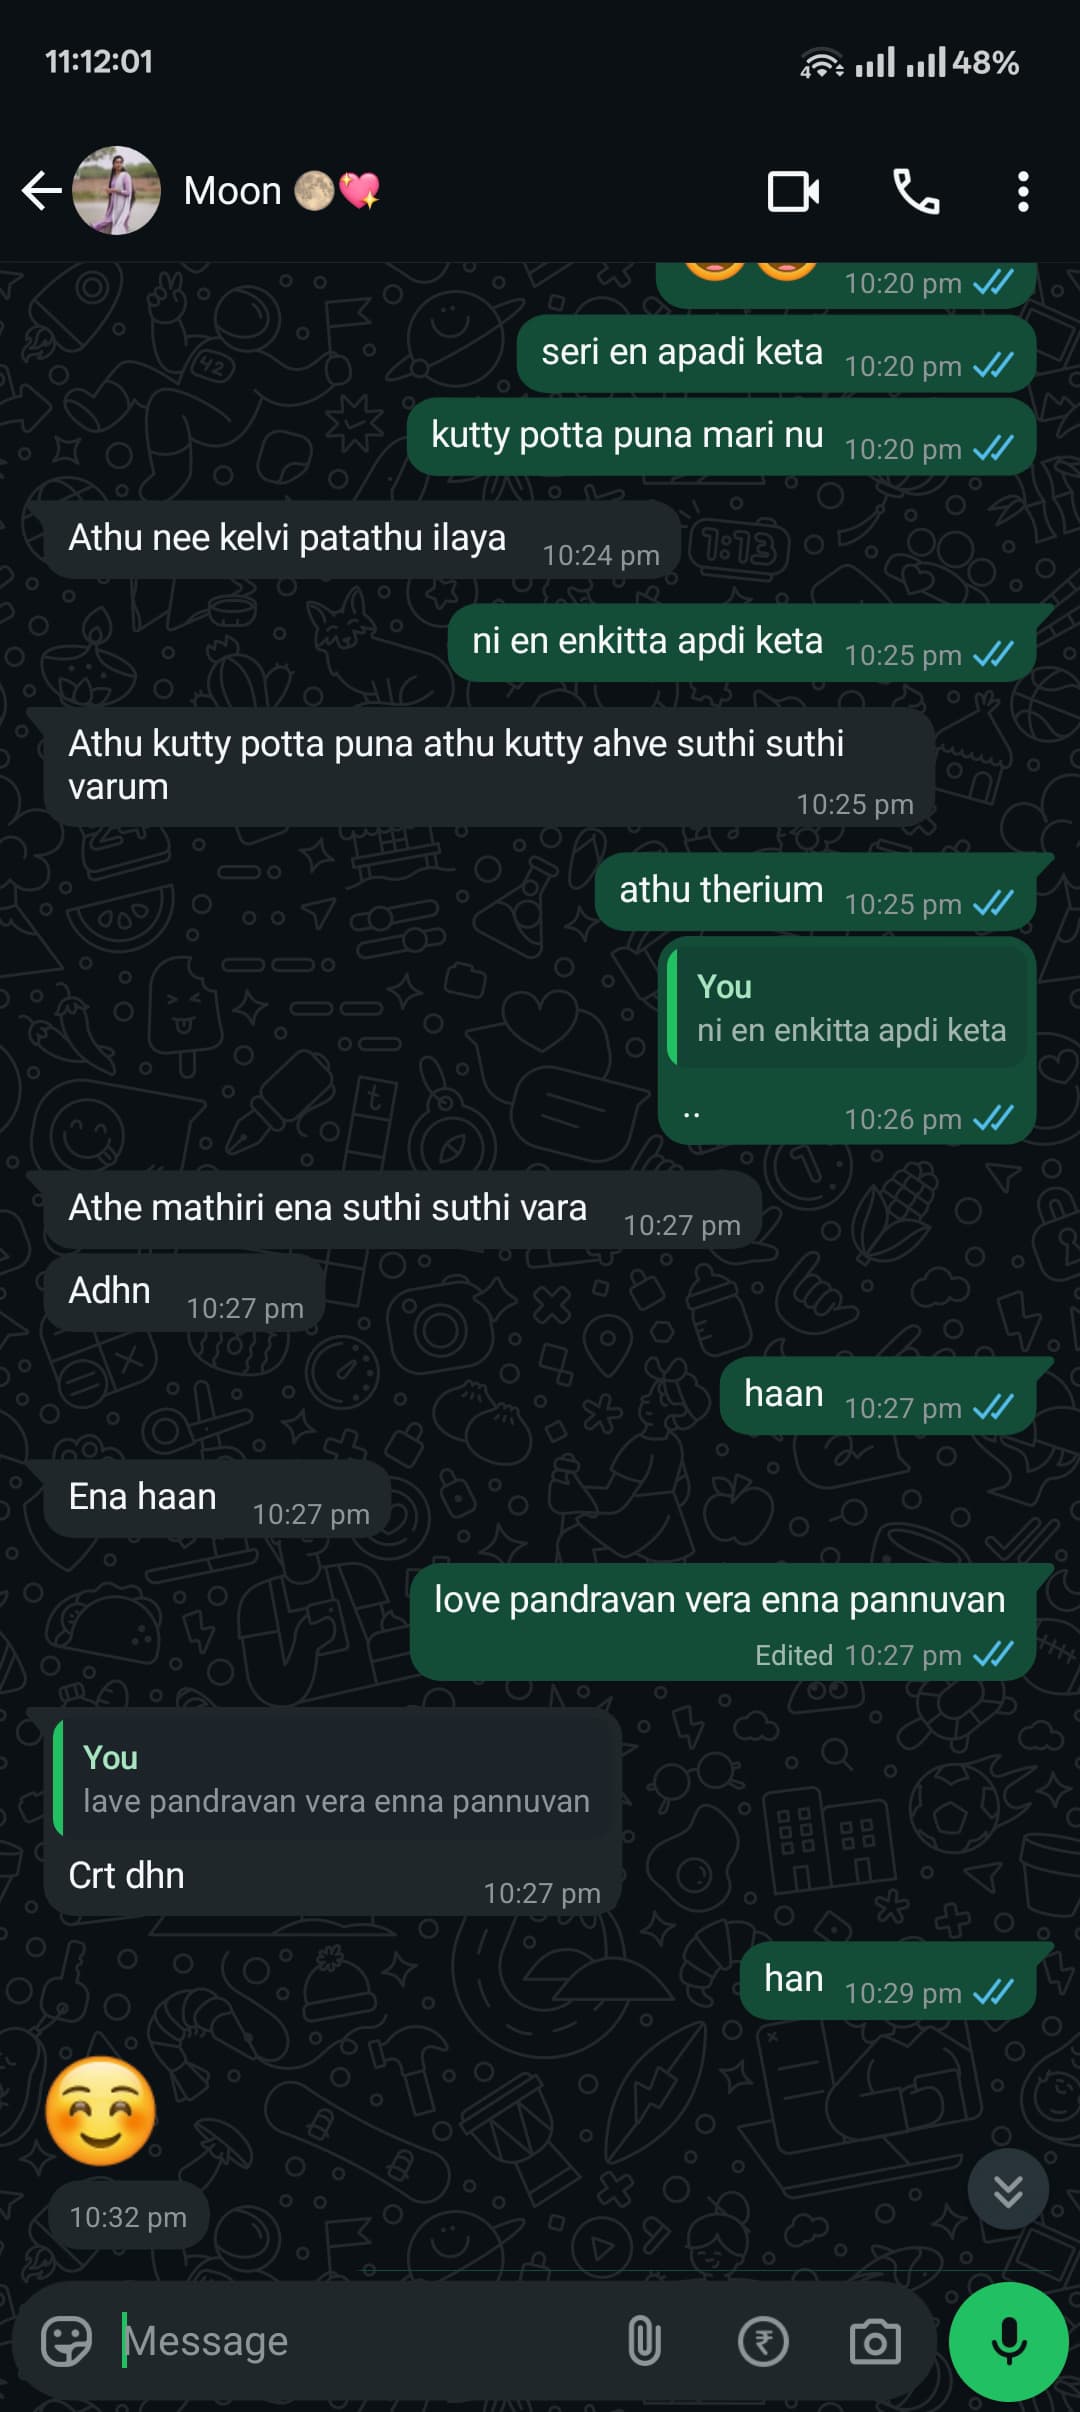 11:12:01
4 48%
Moon 🌕💖
10:20 pm
seri en apadi keta 10:20 pm
kutty potta puna mari nu 10:20 pm
Athu nee kelvi patathu ilaya 10:24 pm
ni en enkitta apdi keta 10:25 pm
Athu kutty potta puna athu kutty ahve suthi suthi
varum
10:25 pm
athu therium 10:25 pm
You
ni en enkitta apdi keta
.. 10:26 pm
Athe mathiri ena suthi suthi vara 10:27 pm
Adhn 10:27 pm
haan 10:27 pm
Ena haan 10:27 pm
love pandravan vera enna pannuvan
Edited 10:27 pm
You
lave pandravan vera enna pannuvan
Crt dhn 10:27 pm
han 10:29 pm
☺️
10:32 pm
Message